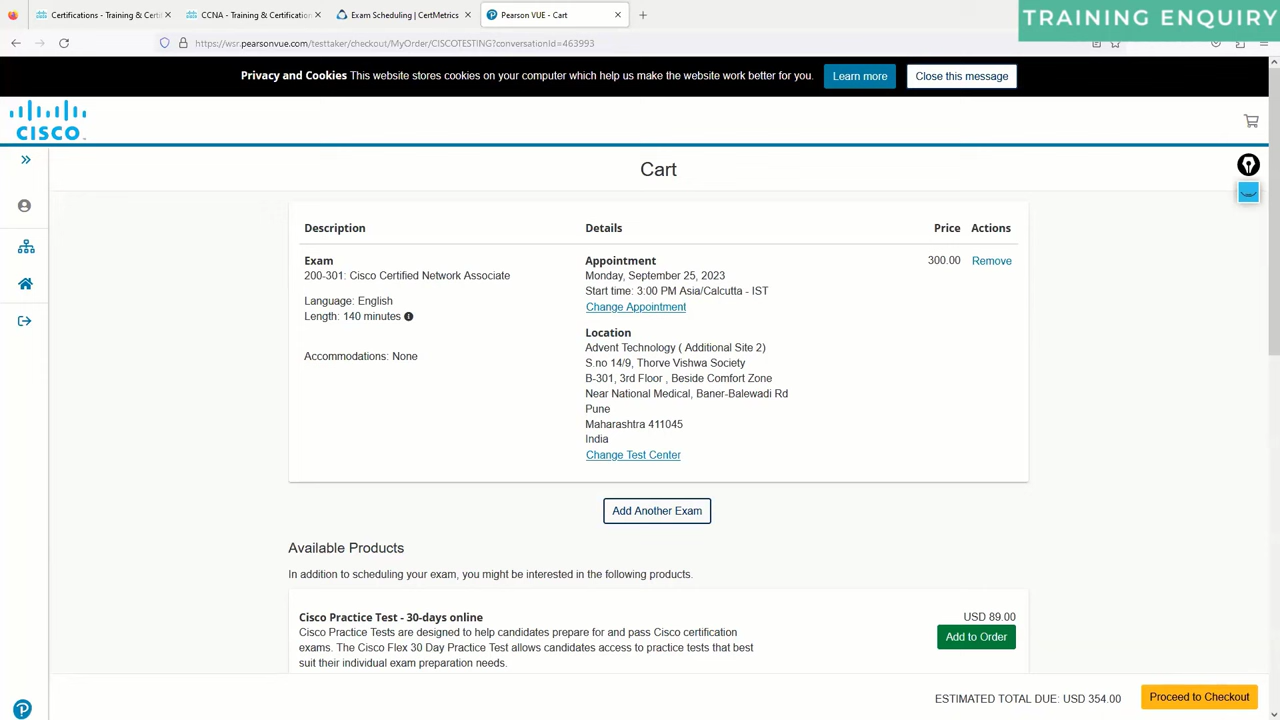 Certifications - Training & Certifi
CCNA - Training & Certification
Exam Scheduling | CertMetrics
Pearson VUE - Cart
TRAINING ENQUIRY
https://wsr.pearsonvue.com/testtaker/checkout/MyOrder/CISCOTESTING?conversationId=463993
Privacy and Cookies This website stores cookies on your computer which help us make the website work better for you.
Learn more
Close this message
CISCO
Cart
Description Details Price Actions
Exam
200-301: Cisco Certified Network Associate
Language: English
Length: 140 minutes
Accommodations: None
Appointment
Monday, September 25, 2023
Start time: 3:00 PM Asia/Calcutta - IST
Change Appointment
300.00 Remove
Location
Advent Technology ( Additional Site 2)
S.no 14/9, Thorve Vishwa Society
B-301, 3rd Floor , Beside Comfort Zone
Near National Medical, Baner-Balewadi Rd
Pune
Maharashtra 411045
India
Change Test Center
Add Another Exam
Available Products
In addition to scheduling your exam, you might be interested in the following products.
Cisco Practice Test - 30-days online
Cisco Practice Tests are designed to help candidates prepare for and pass Cisco certification
exams. The Cisco Flex 30 Day Practice Test allows candidates access to practice tests that best
suit their individual exam preparation needs.
USD 89.00
Add to Order
ESTIMATED TOTAL DUE: USD 354.00
Proceed to Checkout